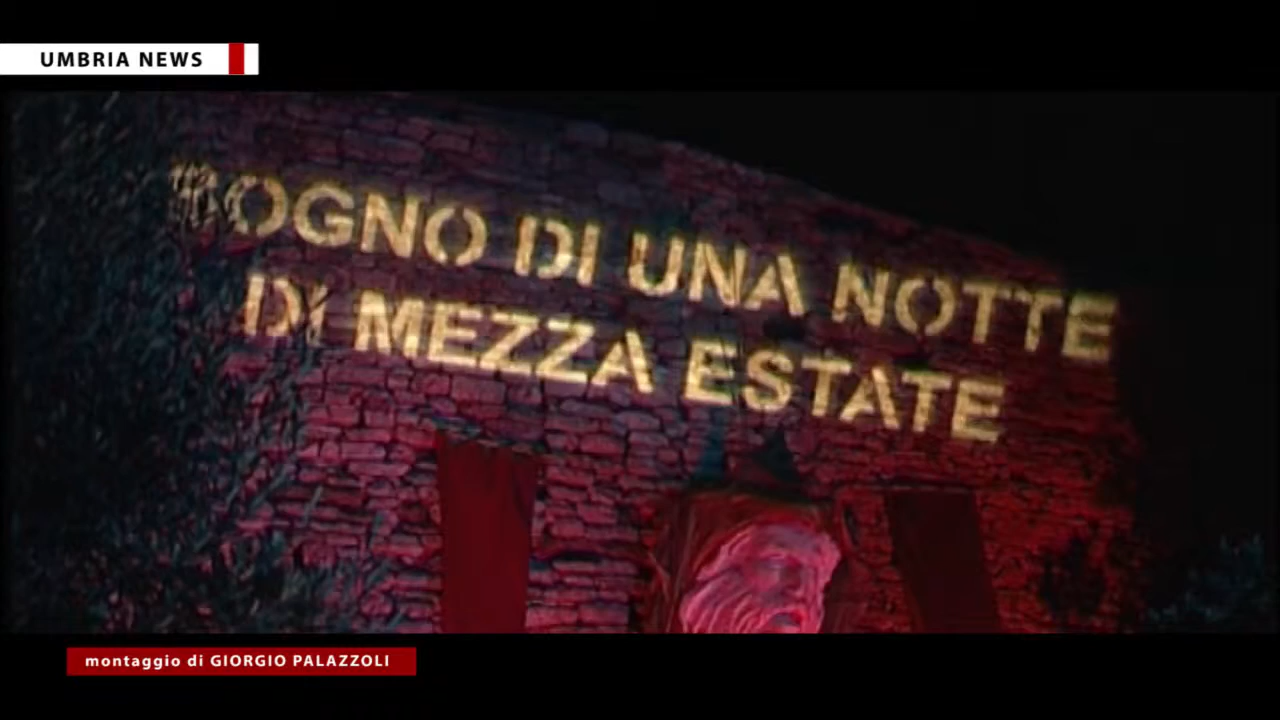 UMBRIA NEWS
SOGNO DI UNA NOTTE
DI MEZZA ESTATE
montaggio di GIORGIO PALAZZOLI